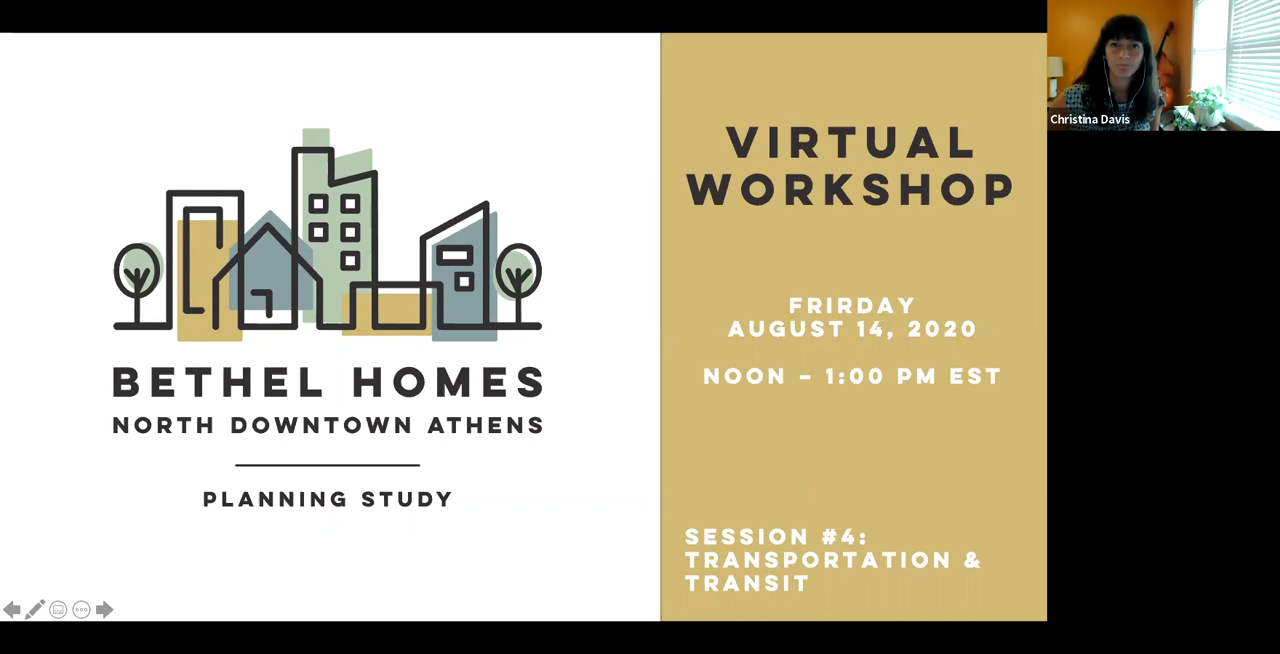 BETHEL HOMES
NORTH DOWNTOWN ATHENS
PLANNING STUDY
VIRTUAL
WORKSHOP
FRIRDAY
AUGUST 14, 2020
NOON – 1:00 PM EST
SESSION #4:
TRANSPORTATION &
TRANSIT
Christina Davis